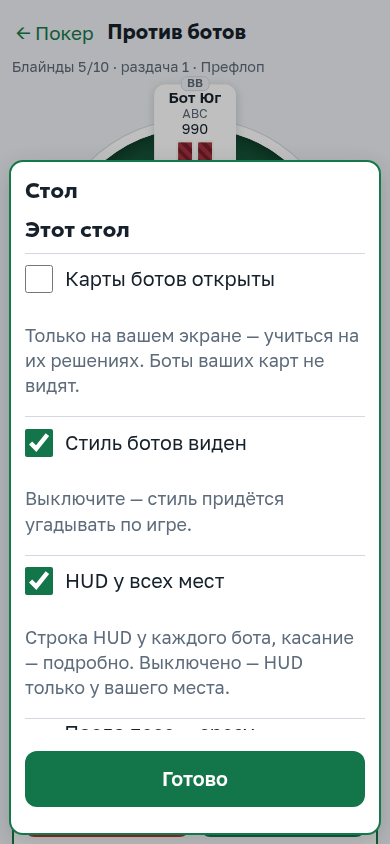 ← Покер Против ботов
Блайнды 5/10 · раздача 1 · Префлоп
BB
Бот Юг
ABC
990
Стол
Этот стол
Карты ботов открыты
Только на вашем экране — учиться на
их решениях. Боты ваших карт не
видят.
Стиль ботов виден
Выключите — стиль придётся
угадывать по игре.
HUD у всех мест
Строка HUD у каждого бота, касание
— подробно. Выключено — HUD
только у вашего места.
Готово